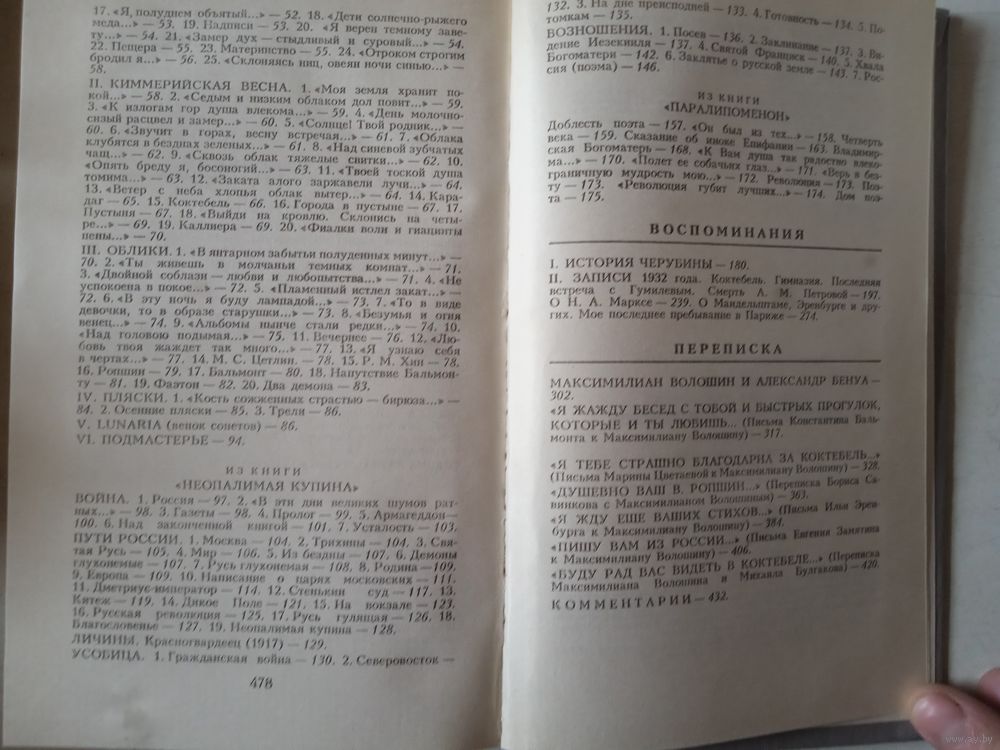 17. «Я, полуднем объятый...» — 52. 18. «Дети солнечно-рыжего
меда...» — 53. 19. Надписи — 53. 20. «Я верен темному заве-
ту...» — 54. 21. «Замер дух — стыдливый и суровый...» — 54.
22. Пещера — 55. 23. Материнство — 55. 24. «Отроком строгим
бродил я...» — 56. 25. «Склоняясь ниц, овеян ночи синью...» —
58.
II. КИММЕРИЙСКАЯ ВЕСНА. 1. «Моя земля хранит по-
кой...» — 58. 2. «Седым и низким облаком дол повит...» — 59.
3. «К излогам гор душа влекома...» — 59. 4. «День молочно-
сизый расцвел и замер...» — 60. 5. «Солнце! Твой родник...» —
60. 6. «Звучит в горах, весну встречая...» — 61. 7. «Облака
клубятся в безднах зеленых...» — 61. 8. «Над синевой зубчатых
чащ...» — 62. 9. «Сквозь облак тяжелые свитки...» — 62. 10.
«Опять бреду я, босоногий...» — 63. 11. «Твоей тоской душа
томима...» — 63. 12. «Заката алого заржавели лучи...» — 64.
13. «Ветер с неба хлопья облак вытер...» — 64. 14. Кара-
даг — 65. 15. Коктебель — 66. 16. Города в пустыне — 67. 17.
Пустыня — 67. 18. «Выйди на кровлю. Склонись на четы-
ре...» — 69. 19. Каллиера — 69. 20. «Фиалки волн и гиацинты
пены...» — 70.
III. ОБЛИКИ. 1. «В янтарном забытьи полуденных минут...» —
70. 2. «Ты живешь в молчаньи темных комнат...» — 71.
3. «Двойной соблазн — любви и любопытства...» — 71. 4. «Не
успокоена в покое...» — 72. 5. «Пламенный истлел закат...» —
72. 6. «В эту ночь я буду лампадой...» — 73. 7. «То в виде
девочки, то в образе старушки...» — 73. 8. «Безумья и огня
венец...» — 74. 9. «Альбомы нынче стали редки...» — 74. 10.
«Над головою подымая...» — 75. 11. Вечернее — 76. 12. «Лю-
бовь твоя жаждет так много...» — 77. 13. «Я узнаю себя
в чертах...» — 77. 14. М. С. Цетлин. — 78. 15. Р. М. Хин — 78.
16. Ропшин — 79. 17. Бальмонт — 80. 18. Напутствие Бальмон-
ту — 81. 19. Фаэтон — 82. 20. Два демона — 83.
IV. ПЛЯСКИ. 1. «Кость сожженных страстью — бирюза...» —
84. 2. Осенние пляски — 85. 3. Трели — 86.
V. LUNARIA (венок сонетов) — 86.
VI. ПОДМАСТЕРЬЕ — 94.
ИЗ КНИГИ
«НЕОПАЛИМАЯ КУПИНА»
ВОЙНА. 1. Россия — 97. 2. «В эти дни великих шумов рат-
ных...» — 98. 3. Газеты — 98. 4. Пролог — 99. 5. Армагеддон —
100. 6. Над законченной книгой — 101. 7. Усталость — 103.
ПУТИ РОССИИ. 1. Москва — 104. 2. Трихины — 104. 3. Свя-
тая Русь — 105. 4. Мир — 106. 5. Из бездны — 107. 6. Демоны
глухонемые — 107. 7. Русь глухонемая — 108. 8. Родина — 109.
9. Европа — 109. 10. Написание о царях московских — 111.
11. Дметриус-император — 114. 12. Стенькин суд — 117. 13.
Китеж — 119. 14. Дикое Поле — 121. 15. На вокзале — 123.
16. Русская революция — 125. 17. Русь гулящая — 126. 18.
Благословенье — 127. 19. Неопалимая купина — 128.
ЛИЧИНЫ. Красногвардеец (1917) — 129.
УСОБИЦА. 1. Гражданская война — 130. 2. Северовосток —
478
132. 3. На дне преисподней — 133. 4. Готовность — 134. 5. По-
томкам — 135.
ВОЗНОШЕНИЯ. 1. Посев — 136. 2. Заклинание — 137. 3. Ви-
дение Иезекииля — 137. 4. Святой Франциск — 140. 5. Хвала
Богоматери — 142. 6. Заклятье о русской земле — 143. 7. Рос-
сия (поэма) — 146.
ИЗ КНИГИ
«ПАРАЛИПОМЕНОН»
Доблесть поэта — 157. «Он был из тех...» — 158. Четверть
века — 159. Сказание об иноке Епифании — 163. Владимир-
ская Богоматерь — 168. «К Вам душа так радостно влеко-
ма...» — 170. «Полет ее собачьих глаз...» — 171. «Верь в без-
граничную мудрость мою...» — 172. Революция — 173. Поэ-
ту — 173. «Революция губит лучших...» — 174. Дом поэ-
та — 175.
ВОСПОМИНАНИЯ
I. ИСТОРИЯ ЧЕРУБИНЫ — 180.
II. ЗАПИСИ 1932 года. Коктебель. Гимназия. Последняя
встреча с Гумилевым. Смерть А. М. Петровой — 197.
О Н. А. Марксе — 239. О Мандельштаме, Эренбурге и дру-
гих. Мое последнее пребывание в Париже — 274.
ПЕРЕПИСКА
МАКСИМИЛИАН ВОЛОШИН И АЛЕКСАНДР БЕНУА —
302.
«Я ЖАЖДУ БЕСЕД С ТОБОЙ И БЫСТРЫХ ПРОГУЛОК,
КОТОРЫЕ И ТЫ ЛЮБИШЬ... (Письма Константина Баль-
монта к Максимилиану Волошину) — 317.
«Я ТЕБЕ СТРАШНО БЛАГОДАРНА ЗА КОКТЕБЕЛЬ...»
(Письма Марины Цветаевой к Максимилиану Волошину) — 328.
«ДУШЕВНО ВАШ В. РОПШИН...» (Переписка Бориса Са-
винкова с Максимилианом Волошиным) — 363.
«Я ЖДУ ЕЩЕ ВАШИХ СТИХОВ...» (Письма Ильи Эрен-
бурга к Максимилиану Волошину) — 384.
«ПИШУ ВАМ ИЗ РОССИИ...» (Письма Евгения Замятина
к Максимилиану Волошину) — 406.
«БУДУ РАД ВАС ВИДЕТЬ В КОКТЕБЕЛЕ...» (Переписка
Максимилиана Волошина и Михаила Булгакова) — 420.
КОММЕНТАРИИ — 432.
www.ay.by